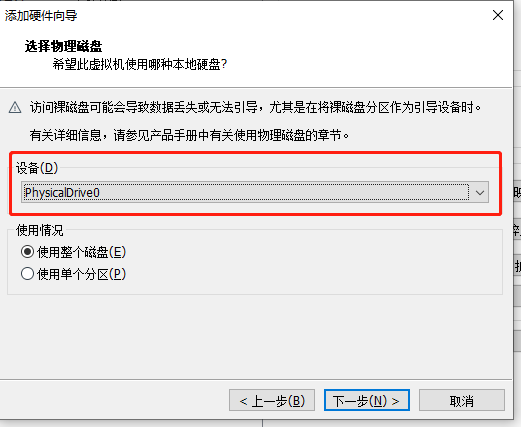 添加硬件向导
选择物理磁盘
希望此虚拟机使用哪种本地硬盘?
访问裸磁盘可能会导致数据丢失或无法引导，尤其是在将裸磁盘分区作为引导设备时。
有关详细信息，请参见产品手册中有关使用物理磁盘的章节。
设备(D)
PhysicalDrive0
使用情况
使用整个磁盘(E)
使用单个分区(P)
< 上一步(B) 下一步(N) > 取消